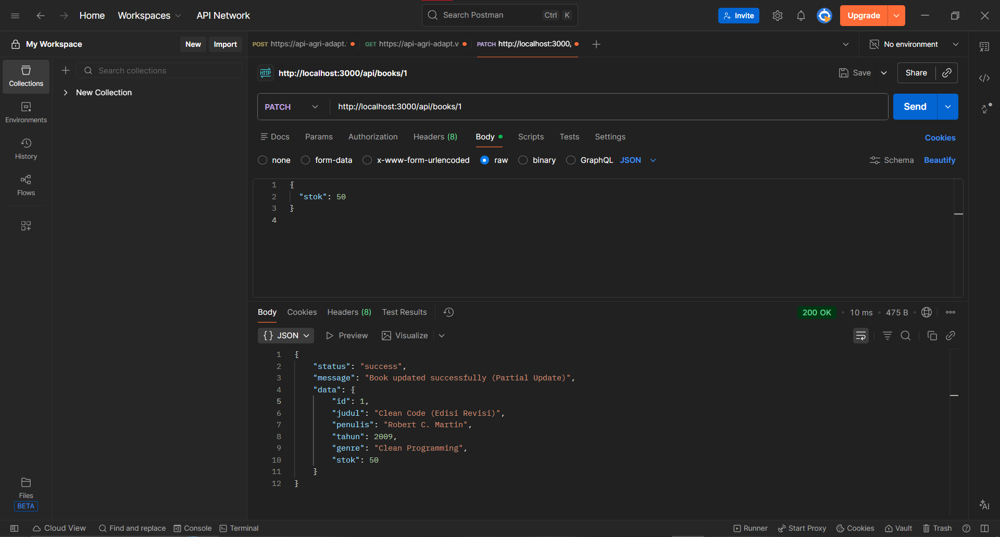 Home Workspaces API Network Search Postman Ctrl K Invite Upgrade
My Workspace New Import POST https://api-agri-adapt. GET https://api-agri-adapt.v PATCH http://localhost:3000/ No environment
Collections
Search collections
HTTP http://localhost:3000/api/books/1 Save Share
New Collection
Environments
PATCH http://localhost:3000/api/books/1 Send
Docs Params Authorization Headers (8) Body Scripts Tests Settings Cookies
History
none form-data x-www-form-urlencoded raw binary GraphQL JSON Schema Beautify
Flows
1 {
2 "stok": 50
3 }
4
Body Cookies Headers (8) Test Results 200 OK • 10 ms • 475 B •
{} JSON Preview Visualize
1 {
2 "status": "success",
3 "message": "Book updated successfully (Partial Update)",
4 "data": {
5 "id": 1,
6 "judul": "Clean Code (Edisi Revisi)",
7 "penulis": "Robert C. Martin",
8 "tahun": 2009,
9 "genre": "Clean Programming",
10 "stok": 50
11 }
12 }
Files
BETA
AI
Cloud View Find and replace Console Terminal Runner Start Proxy Cookies Vault Trash